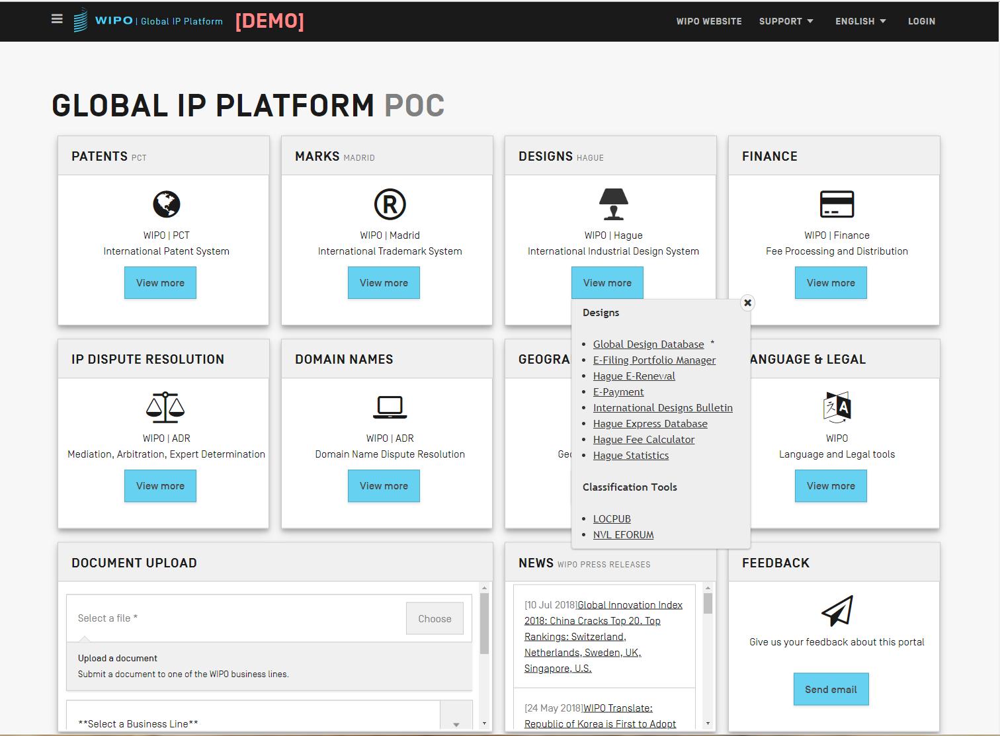 WIPO | Global IP Platform [DEMO] WIPO WEBSITE SUPPORT ENGLISH LOGIN
GLOBAL IP PLATFORM POC
PATENTS PCT
WIPO | PCT
International Patent System
View more
MARKS MADRID
R
WIPO | Madrid
International Trademark System
View more
DESIGNS HAGUE
WIPO | Hague
International Industrial Design System
View more
FINANCE
WIPO | Finance
Fee Processing and Distribution
View more
Designs
• Global Design Database *
• E-Filing Portfolio Manager
• Hague E-Renewal
• E-Payment
• International Designs Bulletin
• Hague Express Database
• Hague Fee Calculator
• Hague Statistics
Classification Tools
• LOCPUB
• NVL EFORUM
IP DISPUTE RESOLUTION
WIPO | ADR
Mediation, Arbitration, Expert Determination
View more
DOMAIN NAMES
WIPO | ADR
Domain Name Dispute Resolution
View more
GEOGRA
Geo
ANGUAGE & LEGAL
A
WIPO
Language and Legal tools
View more
DOCUMENT UPLOAD
Select a file *
Choose
Upload a document
Submit a document to one of the WIPO business lines.
**Select a Business Line**
NEWS WIPO PRESS RELEASES
[10 Jul 2018]Global Innovation Index
2018: China Cracks Top 20. Top
Rankings: Switzerland,
Netherlands, Sweden, UK,
Singapore, U.S.
[24 May 2018]WIPO Translate:
Republic of Korea is First to Adopt
FEEDBACK
Give us your feedback about this portal
Send email